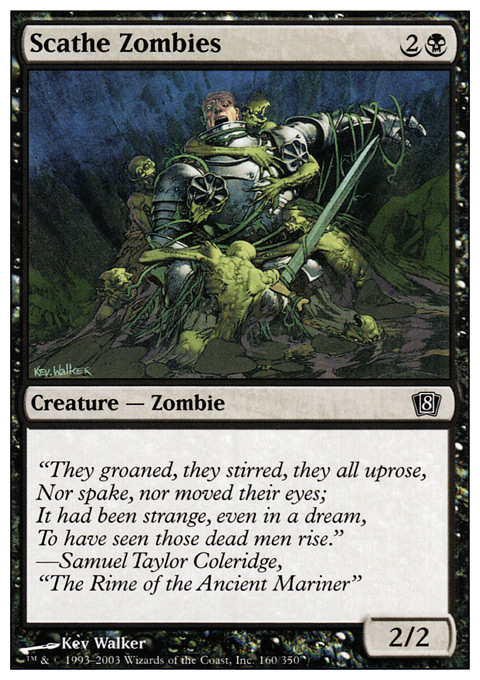 Scathe Zombies 2
KEV. WALKER
Creature — Zombie 8
“They groaned, they stirred, they all uprose,
Nor spake, nor moved their eyes;
It had been strange, even in a dream,
To have seen those dead men rise.”
—Samuel Taylor Coleridge,
“The Rime of the Ancient Mariner”
2/2
Kev Walker
™ & © 1993–2003 Wizards of the Coast, Inc. 160/350